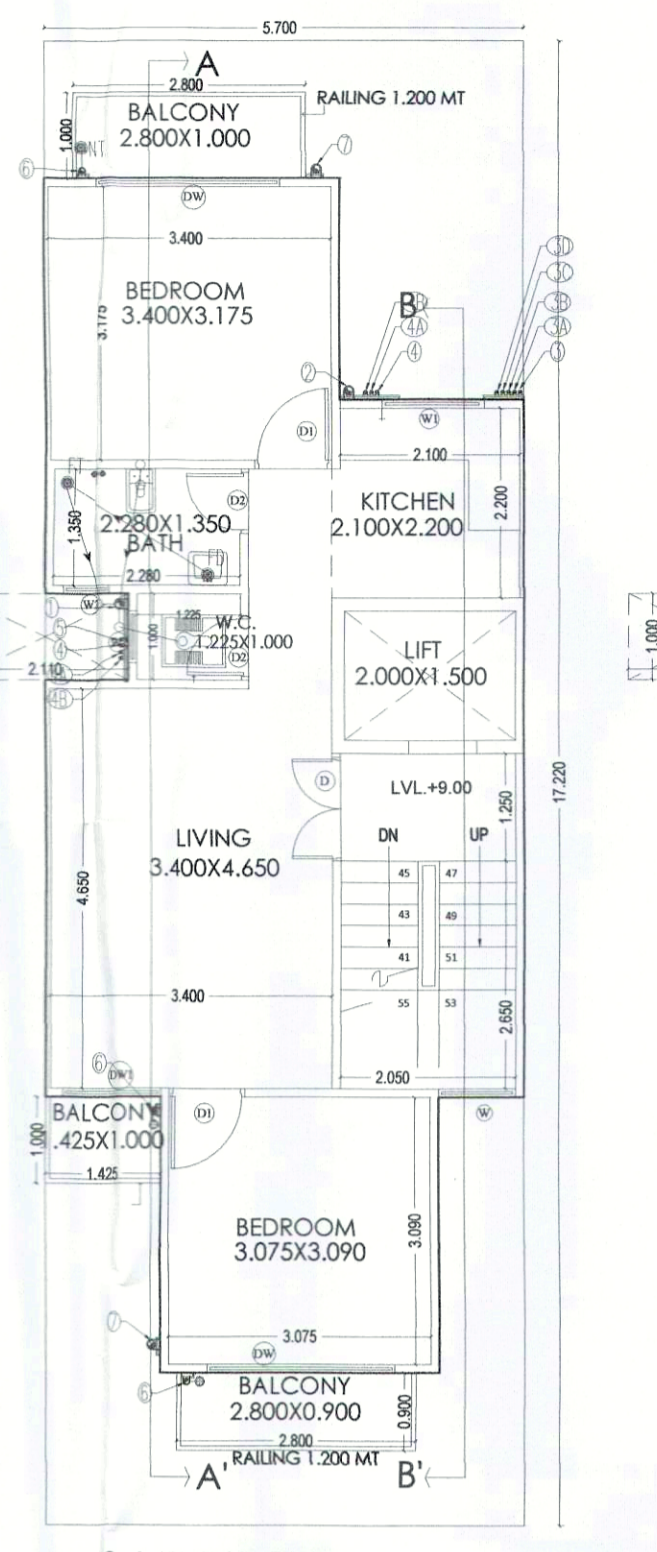 5.700
A
2.800
RAILING 1.200 MT
BALCONY
2.800X1.000
1.000
NT
6
7
DW
3.400
BEDROOM
3.400X3.175
3.175
3D
3C
3B
3A
3
B
4A
4
2
D1
W1
2.100
KITCHEN
2.100X2.200
2.200
D2
2.280X1.350
BATH
1.350
2.280
W2
1
5
4
4B
2.110
1.000
1.225
W.C.
1.225X1.000
D2
LIFT
2.000X1.500
1.000
17.220
D
LVL.+9.00
1.250
DN
UP
LIVING
3.400X4.650
4.650
45
47
43
49
41
51
55
53
3.400
2.650
2.050
6
DW1
BALCONY
.425X1.000
1.000
1.425
D1
W
BEDROOM
3.075X3.090
3.090
7
3.075
DW
6
BALCONY
2.800X0.900
0.900
2.800
RAILING 1.200 MT
A'
B'